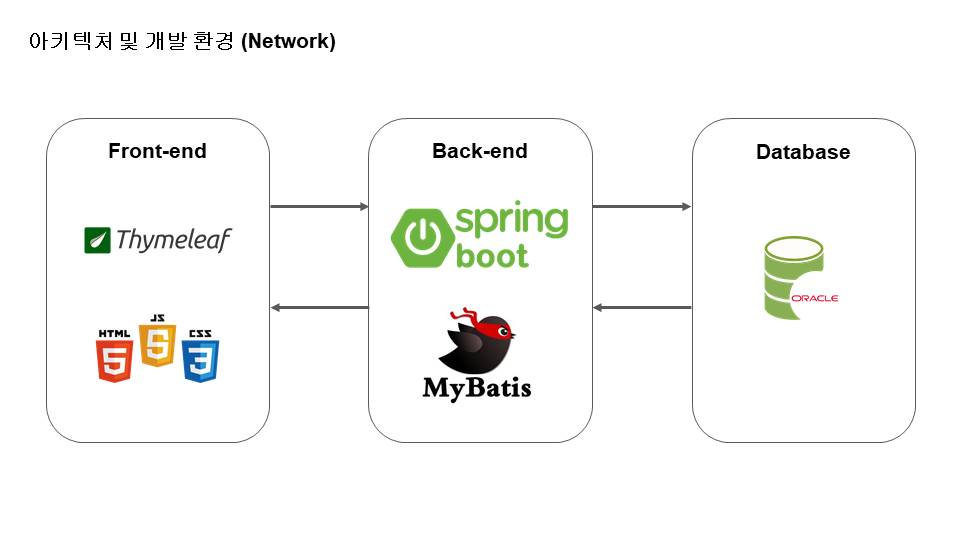 아키텍처 및 개발 환경 (Network)
Front-end
Back-end
Database
Thymeleaf
spring
boot
ORACLE
JS
HTML
CSS
5
5
3
MyBatis